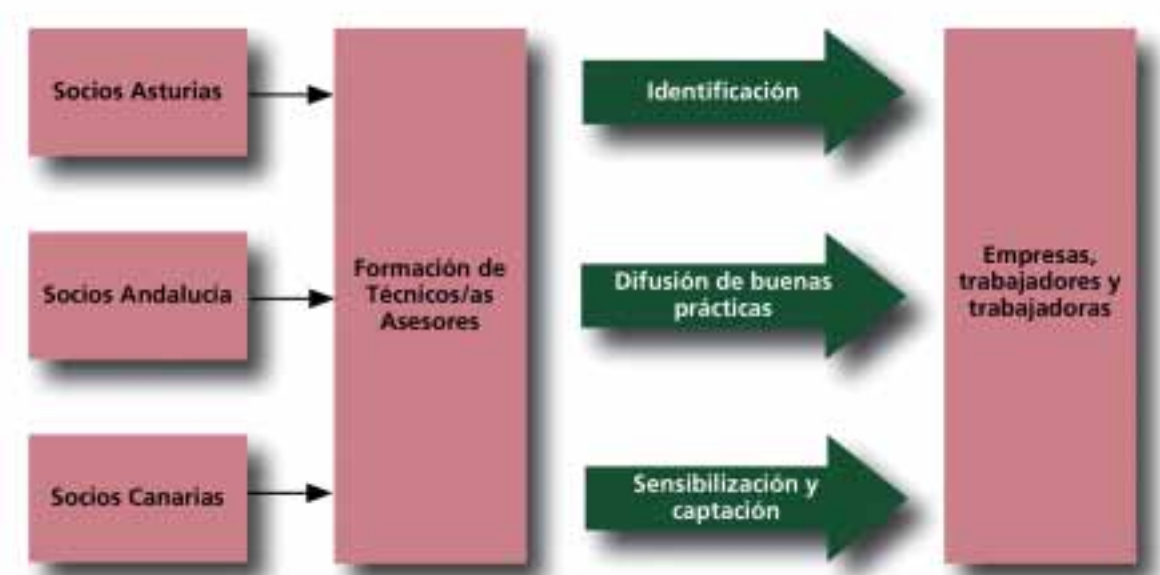 Socios Asturias
Socios Andalucía
Socios Canarias
Formación de
Técnicos/as
Asesores
Identificación
Difusión de buenas
prácticas
Sensibilización y
captación
Empresas,
trabajadores y
trabajadoras